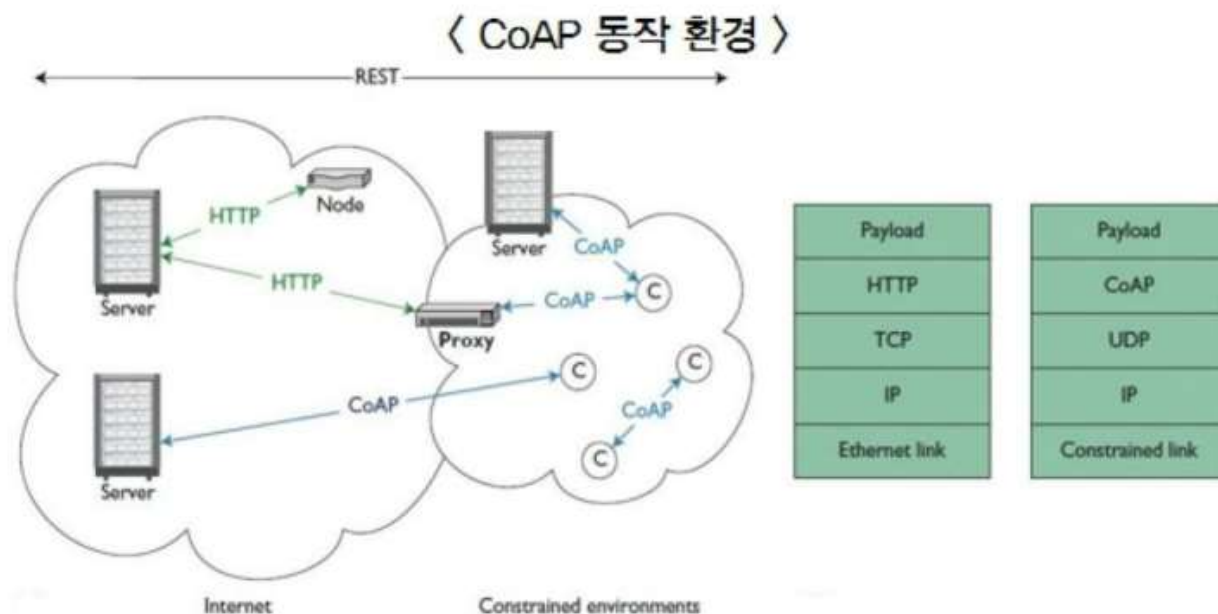 < CoAP 동작 환경 >
REST
Node
HTTP
Server
HTTP
Server
CoAP
C
CoAP
Proxy
C
C
CoAP
CoAP
C
Server
Internet
Constrained environments
Payload
HTTP
TCP
IP
Ethernet link
Payload
CoAP
UDP
IP
Constrained link